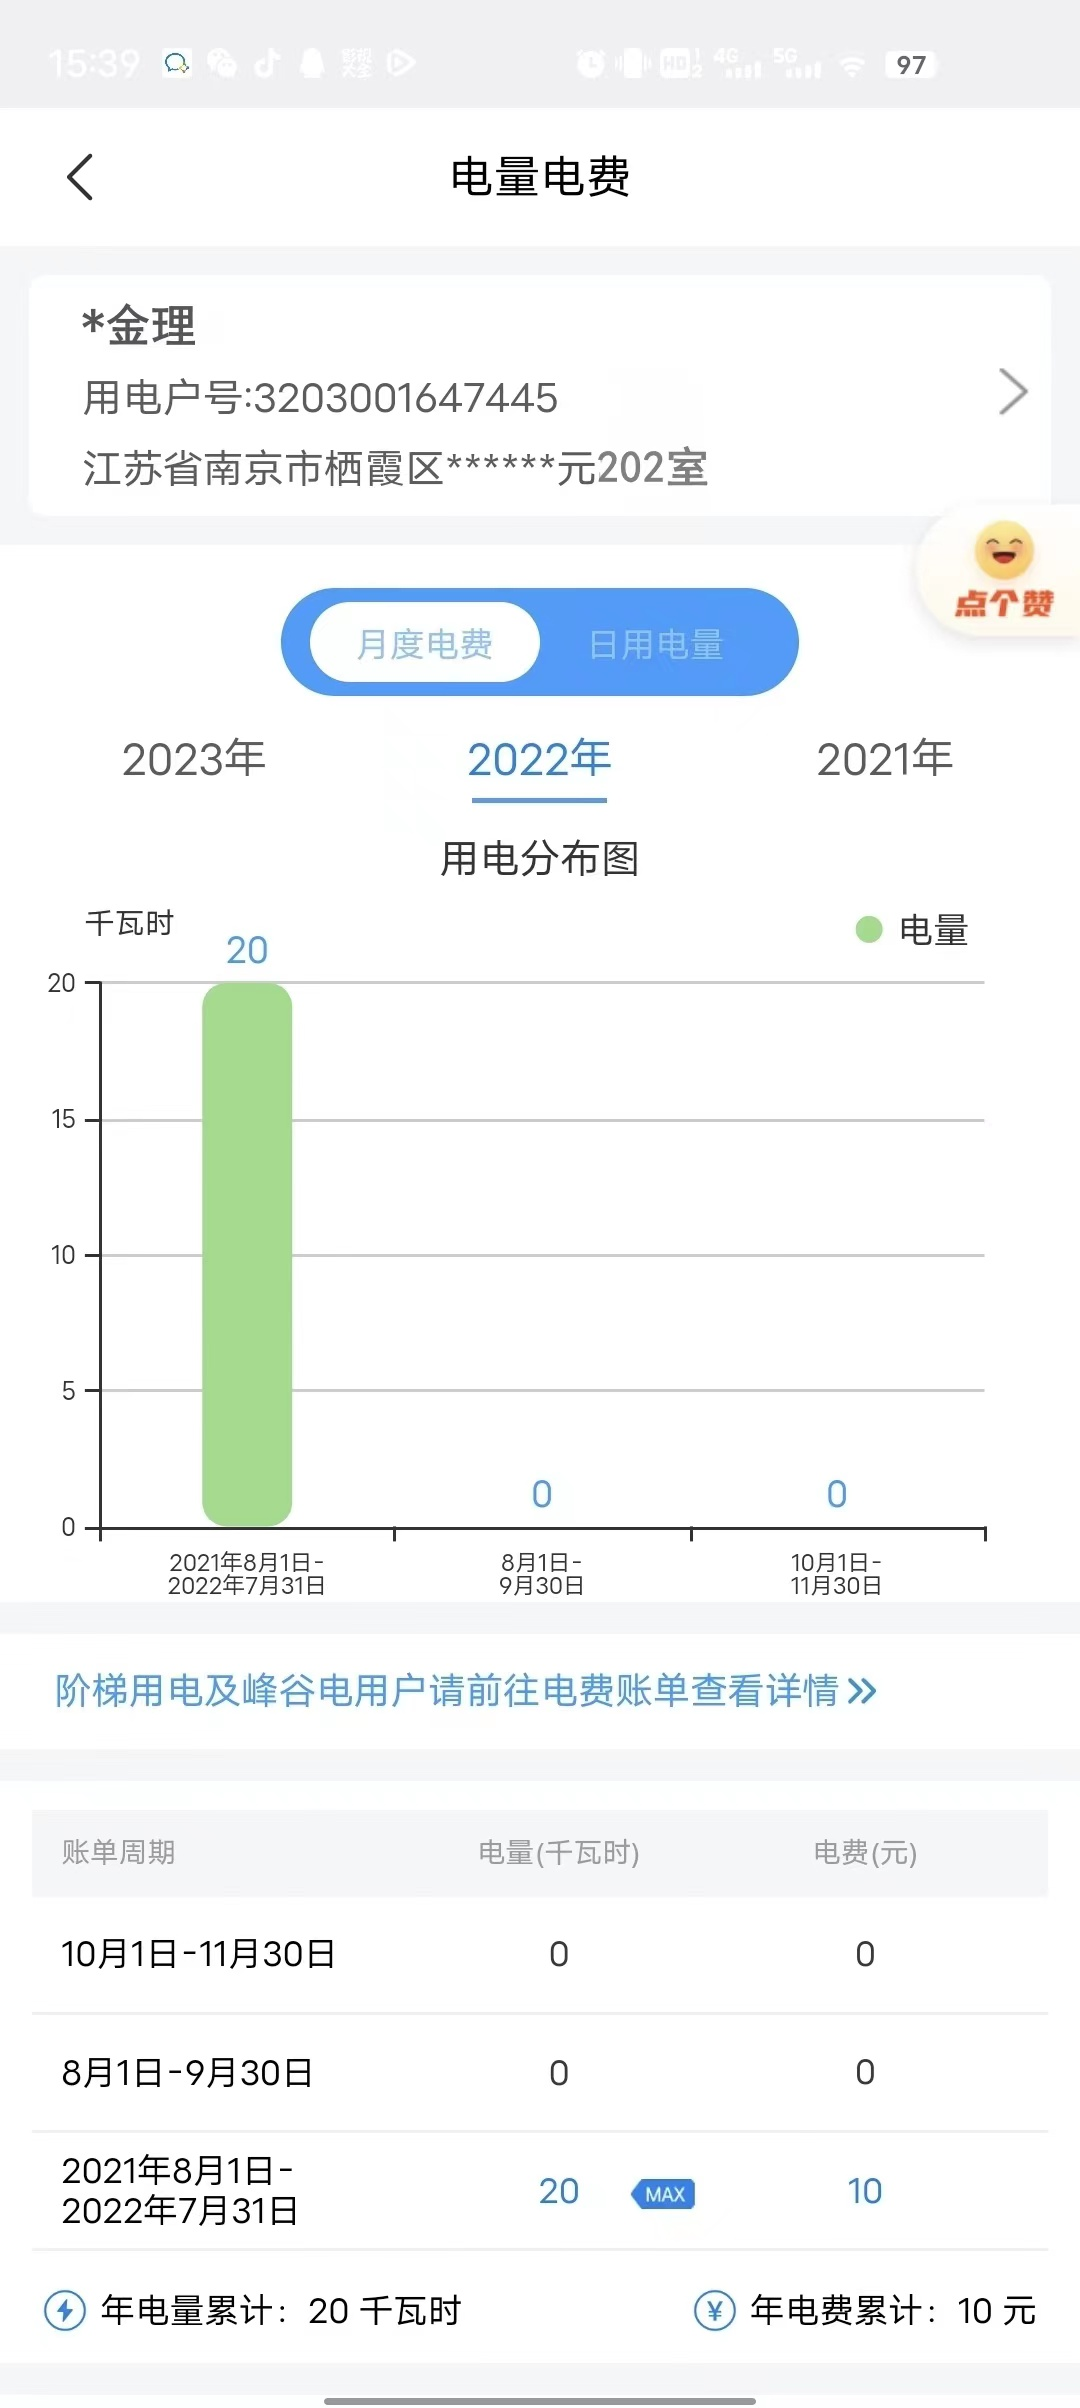 15:39 影视大全 HD 1 2 4G 5G 97
电量电费
*金理
用电户号:3203001647445
江苏省南京市栖霞区******元202室
点个赞
月度电费 日用电量
2023年 2022年 2021年
用电分布图
千瓦时
电量
20
20
15
10
5
0
0
0
2021年8月1日-
2022年7月31日
8月1日-
9月30日
10月1日-
11月30日
阶梯用电及峰谷电用户请前往电费账单查看详情
账单周期 电量(千瓦时) 电费(元)
10月1日-11月30日 0 0
8月1日-9月30日 0 0
2021年8月1日-
2022年7月31日
20 MAX 10
年电量累计：20 千瓦时 ¥ 年电费累计：10 元